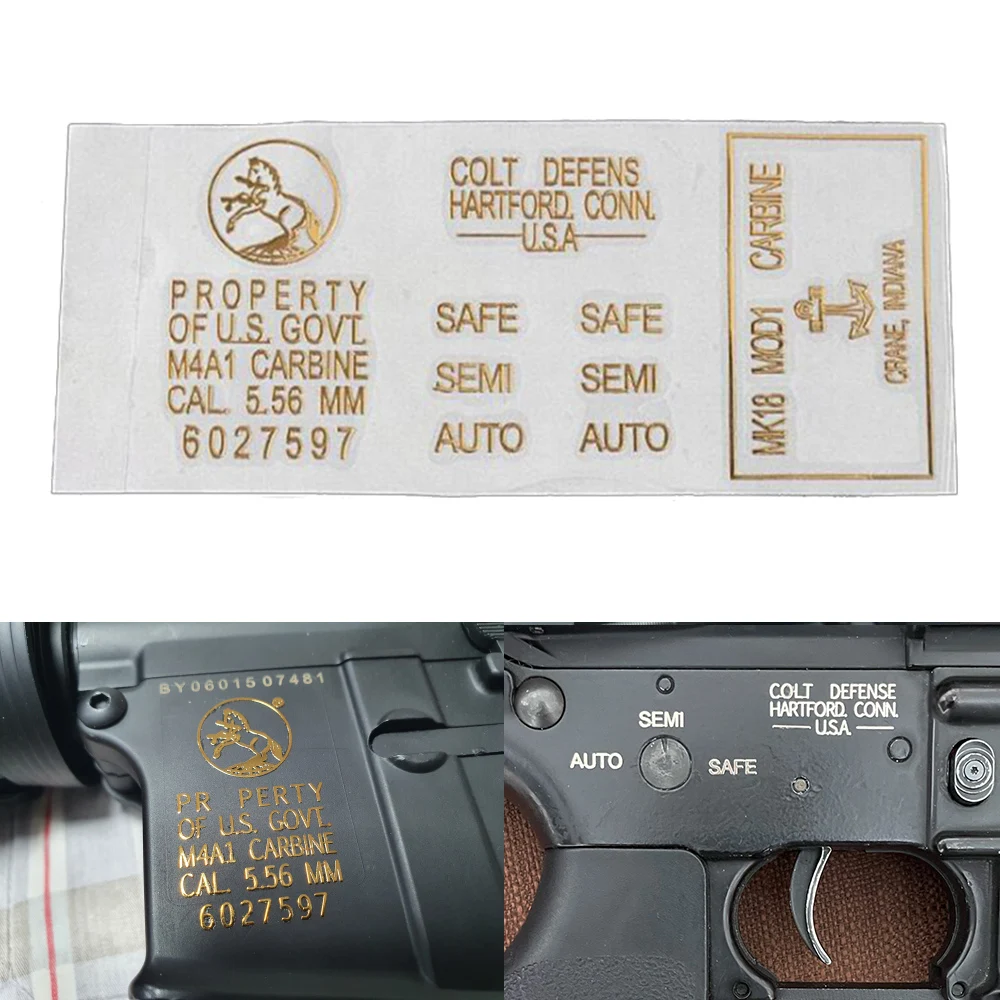 PROPERTY
OF U.S. GOVT.
M4A1 CARBINE
CAL. 5.56 MM
6027597
COLT DEFENS
HARTFORD. CONN.
U.S.A
SAFE SAFE
SEMI SEMI
AUTO AUTO
MK18 MOD1 CARBINE
CRANE, INDIANA
BY0601507481
®
PR PERTY
OF U.S. GOVT.
M4A1 CARBINE
CAL. 5.56 MM
6027597
SEMI
AUTO
SAFE
COLT DEFENSE
HARTFORD. CONN.
U.S.A.